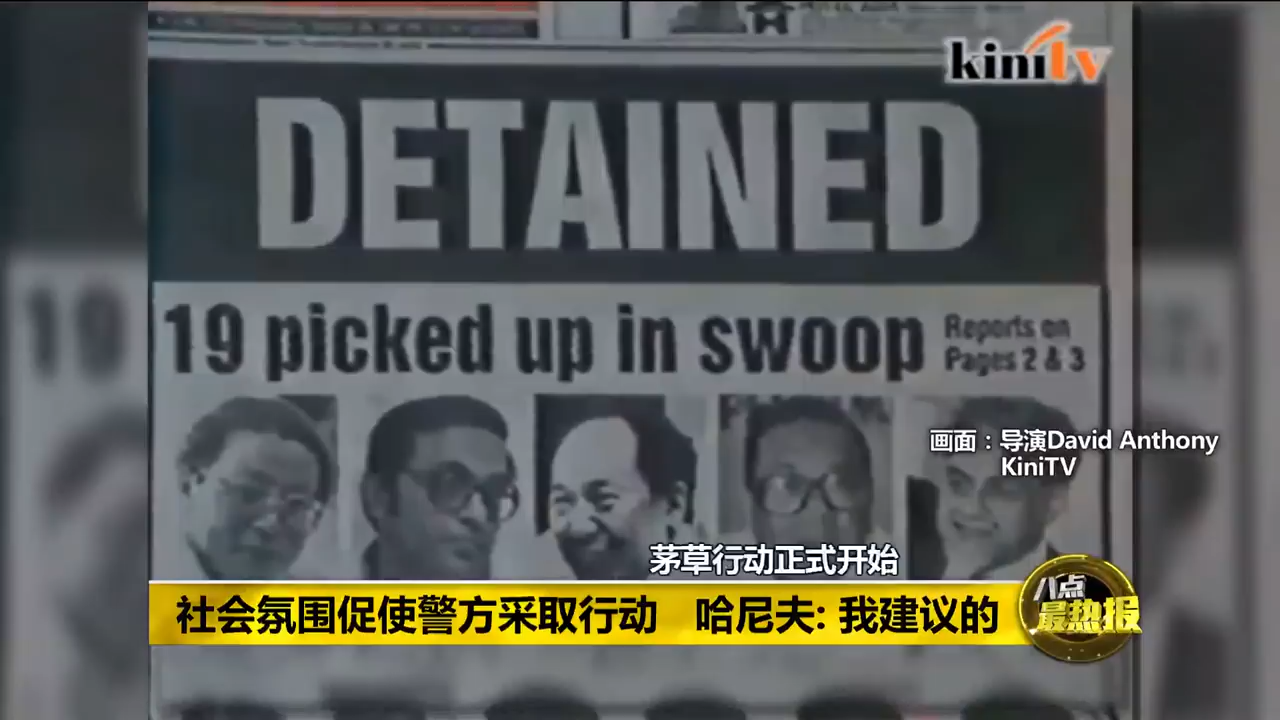 kinitv
DETAINED
19 picked up in swoop
Reports on
Pages 2 & 3
画面：导演David Anthony
KiniTV
茅草行动正式开始
社会氛围促使警方采取行动 哈尼夫: 我建议的
八点
最热报